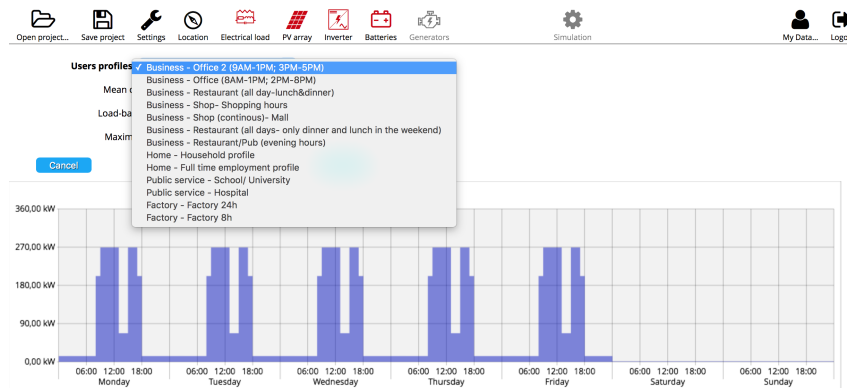 Open project... Save project Settings Location Electrical load PV array Inverter Batteries Generators Simulation My Data... Logo
Users profiles ✓ Business - Office 2 (9AM-1PM; 3PM-5PM)
Business - Office (8AM-1PM; 2PM-8PM)
Mean Business - Restaurant (all day-lunch&dinner)
Business - Shop- Shopping hours
Load-ba Business - Shop (continous)- Mall
Business - Restaurant (all days- only dinner and lunch in the weekend)
Maxim Business - Restaurant/Pub (evening hours)
Home - Household profile
Cancel Home - Full time employment profile
Public service - School/ University
Public service - Hospital
Factory - Factory 24h
Factory - Factory 8h
360,00 kW
270,00 kW
180,00 kW
90,00 kW
0,00 kW
06:00 12:00 18:00 06:00 12:00 18:00 06:00 12:00 18:00 06:00 12:00 18:00 06:00 12:00 18:00 06:00 12:00 18:00 06:00 12:00 18:00
Monday Tuesday Wednesday Thursday Friday Saturday Sunday